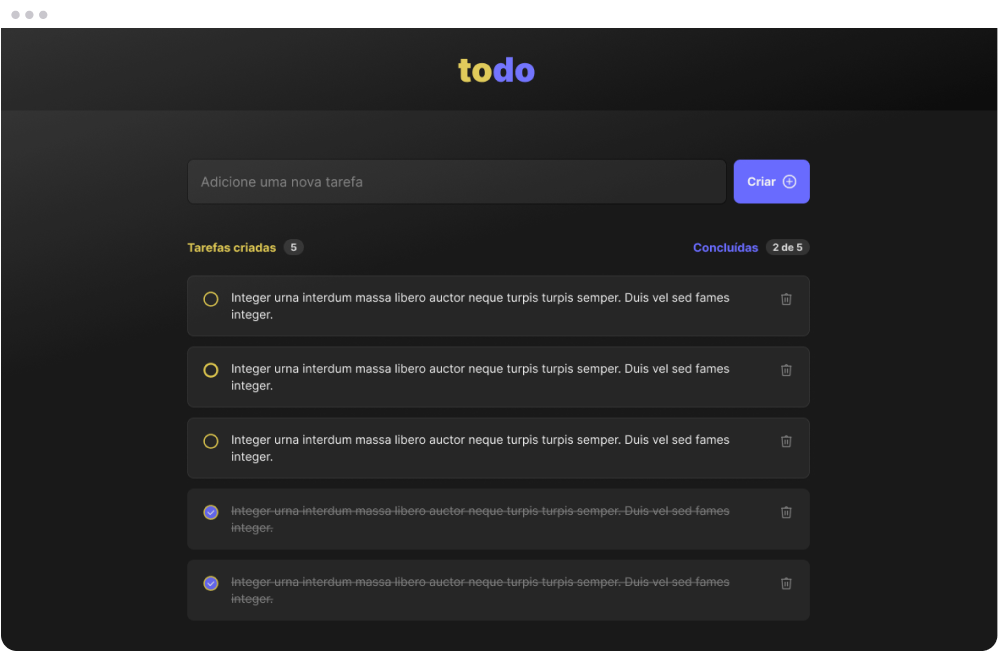 todo
Adicione uma nova tarefa
Criar
Tarefas criadas 5
Concluídas 2 de 5
Integer urna interdum massa libero auctor neque turpis turpis semper. Duis vel sed fames
integer.
Integer urna interdum massa libero auctor neque turpis turpis semper. Duis vel sed fames
integer.
Integer urna interdum massa libero auctor neque turpis turpis semper. Duis vel sed fames
integer.
Integer urna interdum massa libero auctor neque turpis turpis semper. Duis vel sed fames
integer.
Integer urna interdum massa libero auctor neque turpis turpis semper. Duis vel sed fames
integer.